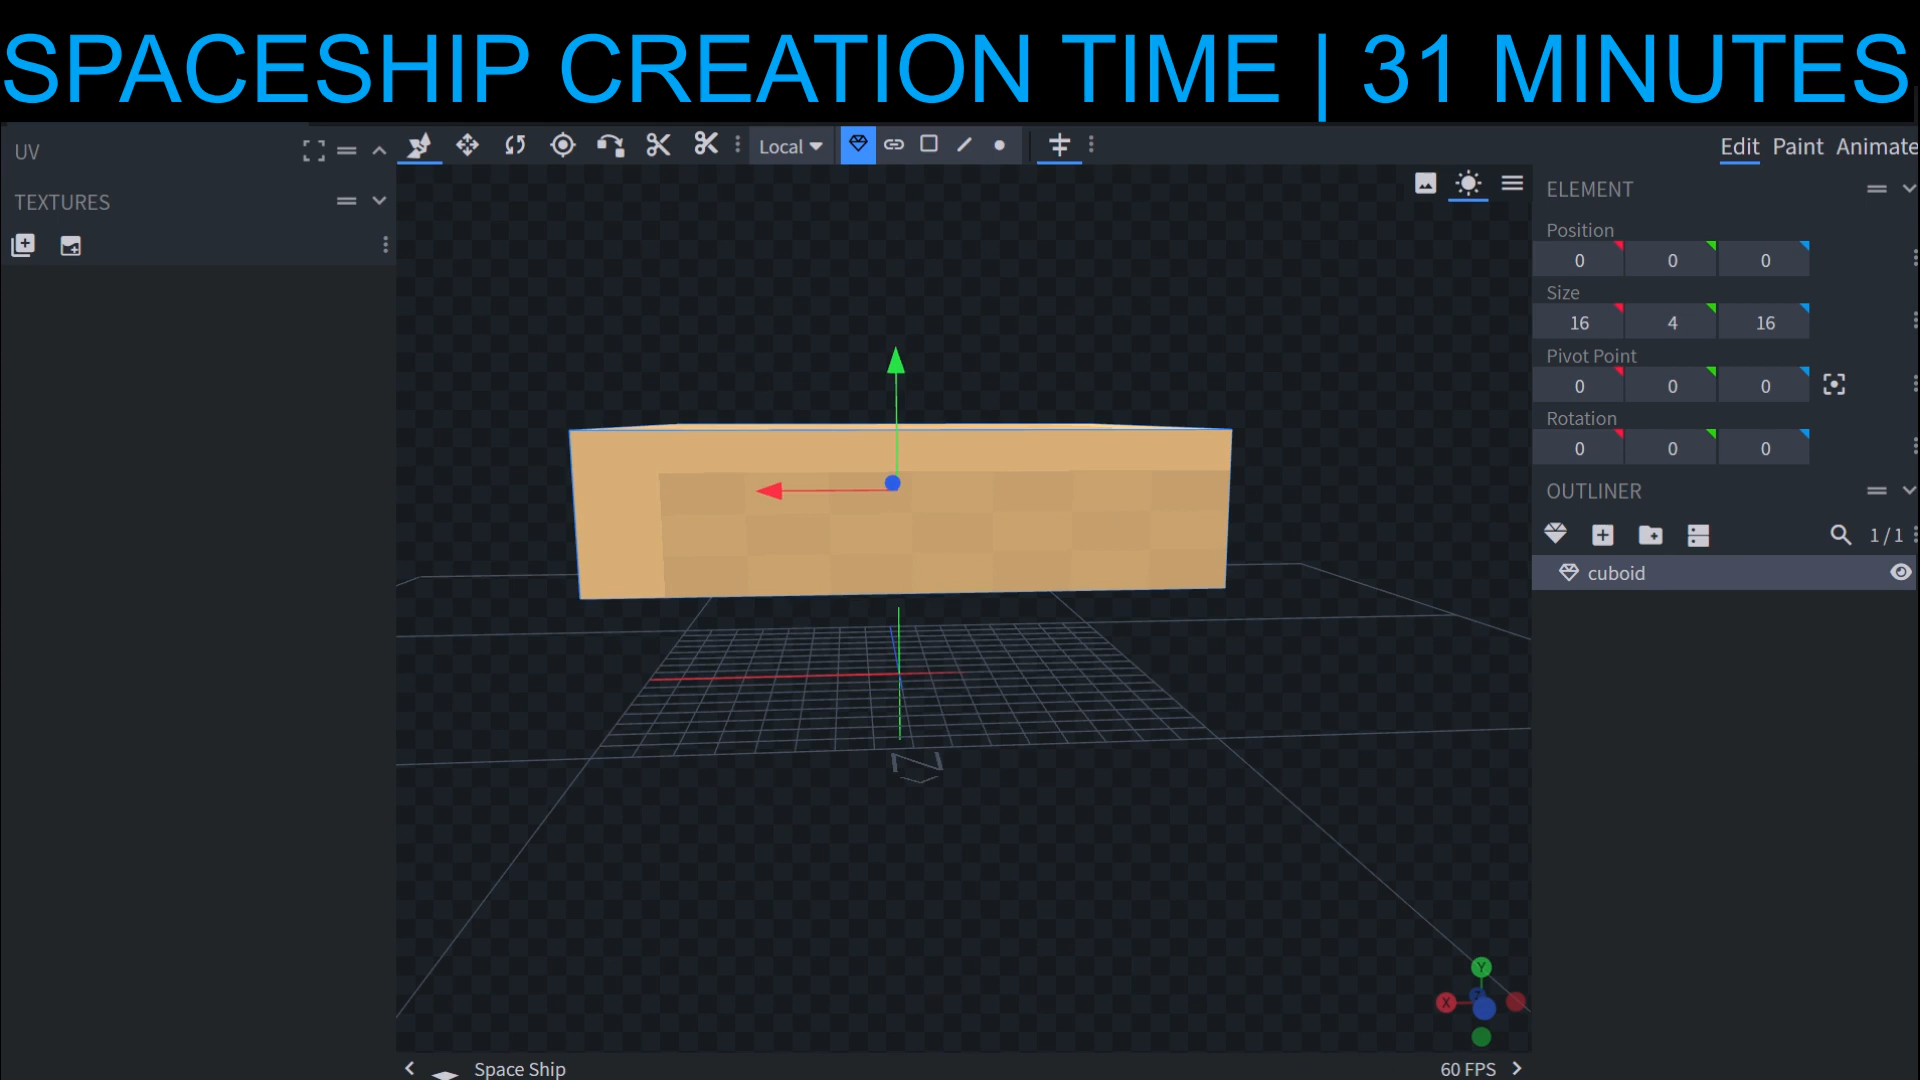 SPACESHIP CREATION TIME | 31 MINUTES
UV
Local
Edit Paint Animate
TEXTURES
ELEMENT
Position
0 0 0
Size
16 4 16
Pivot Point
0 0 0
Rotation
0 0 0
OUTLINER
1 / 1
cuboid
N
Y
X
Z
Space Ship
60 FPS